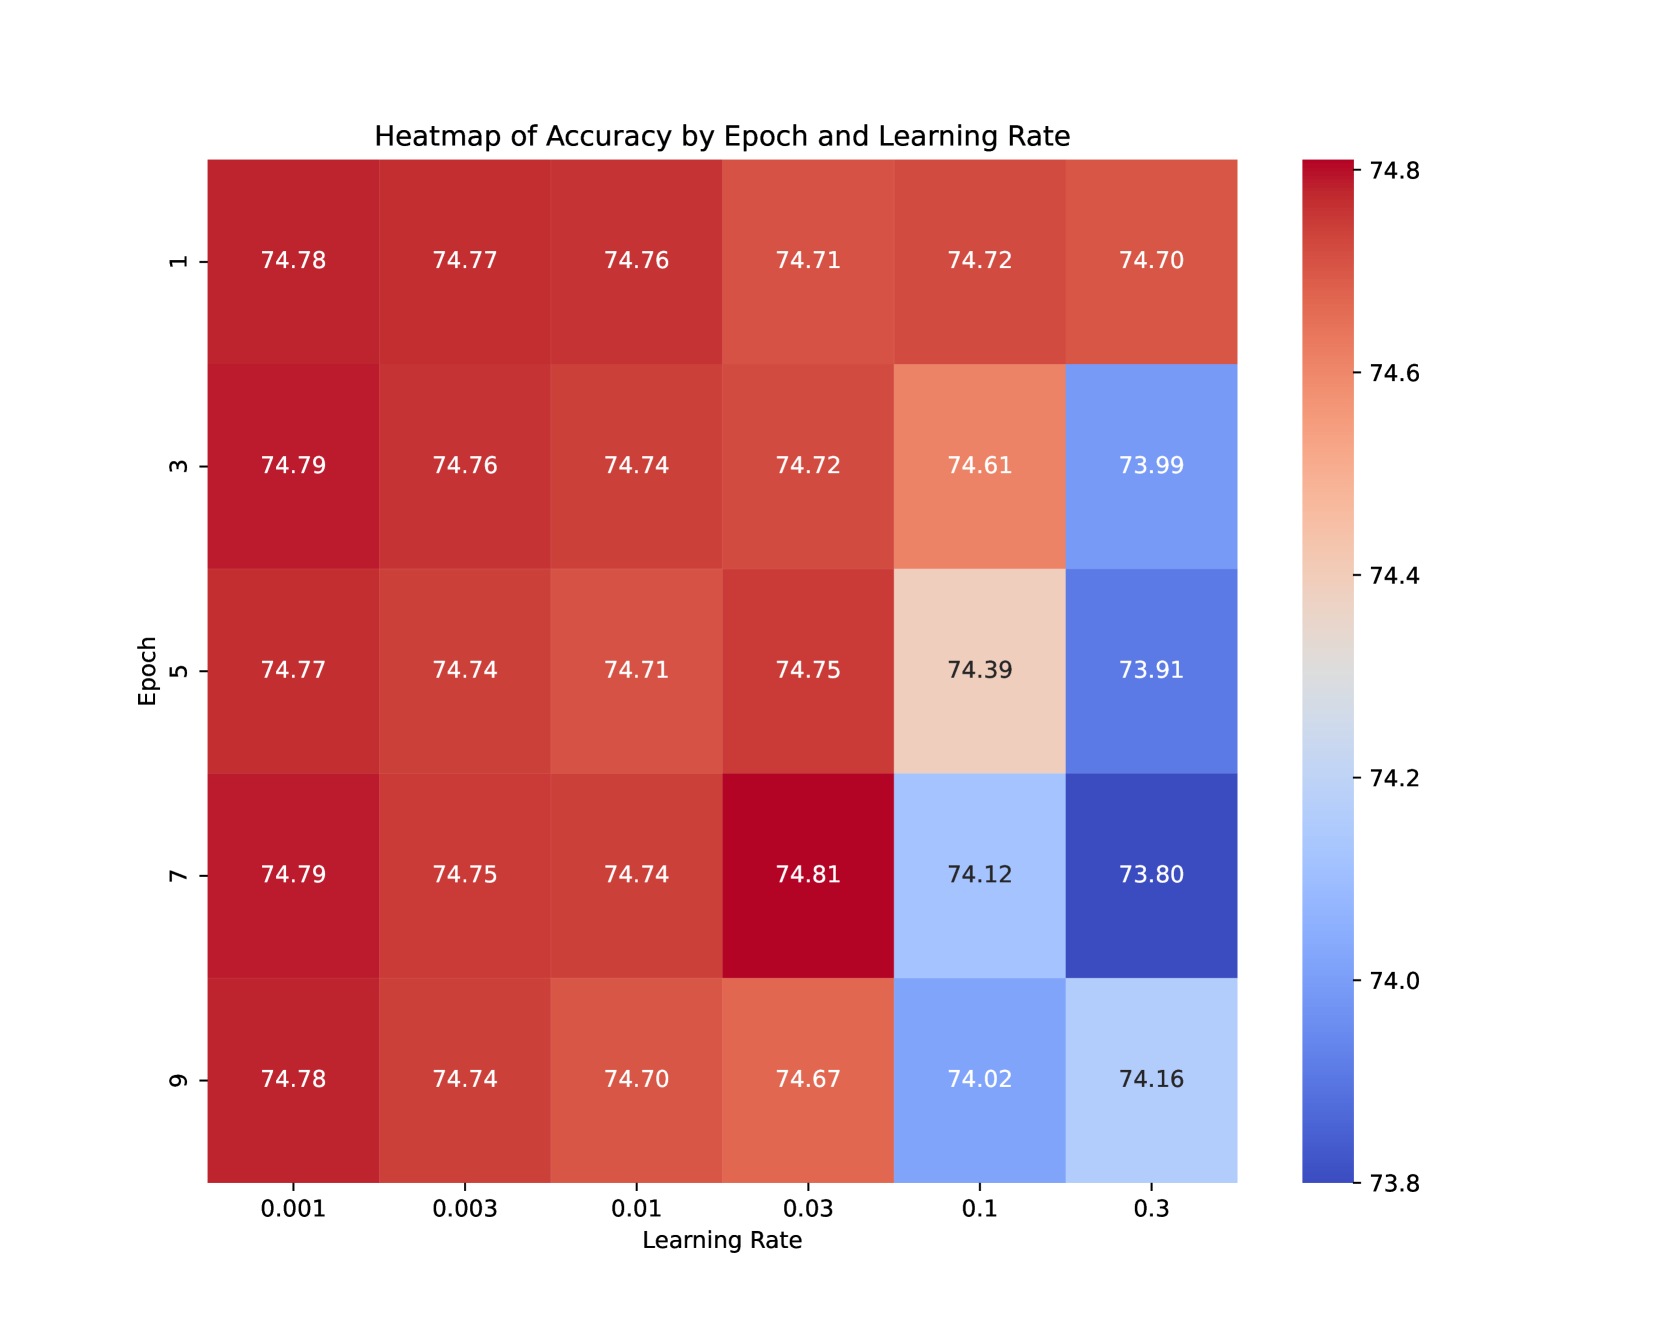 Heatmap of Accuracy by Epoch and Learning Rate
74.78 74.77 74.76 74.71 74.72 74.70
74.79 74.76 74.74 74.72 74.61 73.99
74.77 74.74 74.71 74.75 74.39 73.91
74.79 74.75 74.74 74.81 74.12 73.80
74.78 74.74 74.70 74.67 74.02 74.16
1
3
5
7
9
Epoch
0.001 0.003 0.01 0.03 0.1 0.3
Learning Rate
74.8
74.6
74.4
74.2
74.0
73.8